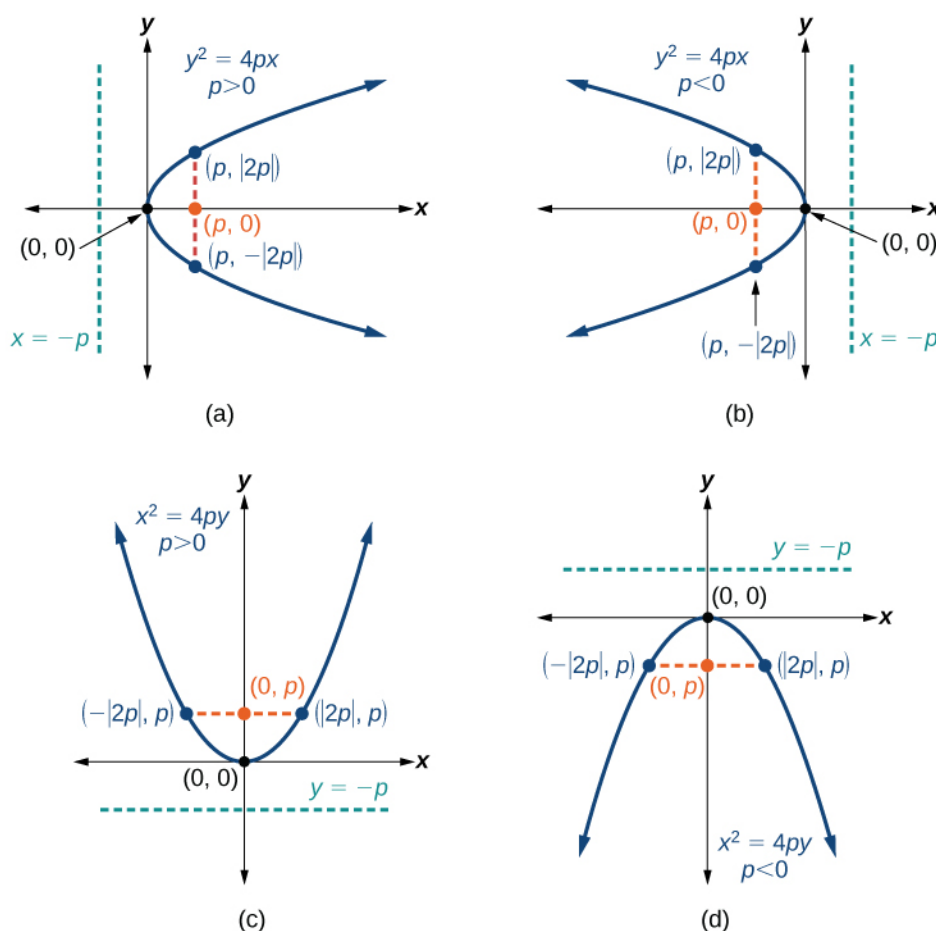 y
y² = 4px
p>0
(p, |2p|)
x
(p, 0)
(0, 0)
(p, −|2p|)
x = −p
(a)
y
y² = 4px
p<0
(p, |2p|)
x
(p, 0)
(0, 0)
(p, −|2p|)
x = −p
(b)
y
x² = 4py
p>0
(0, p)
(−|2p|, p)
(|2p|, p)
x
(0, 0)
y = −p
(c)
y
y = −p
(0, 0)
x
(−|2p|, p)
(|2p|, p)
(0, p)
x² = 4py
p<0
(d)